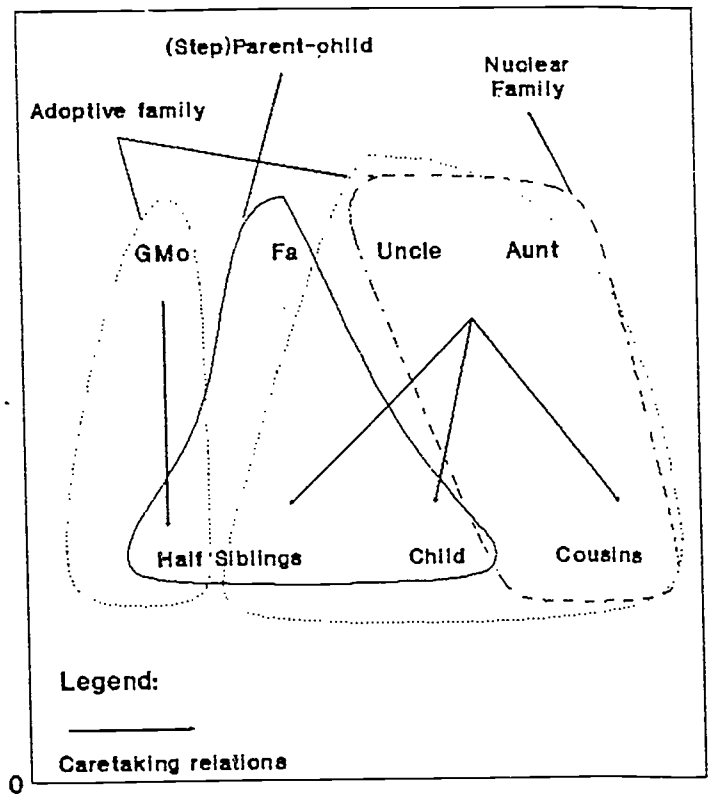 (Step)Parent-child
Nuclear
Family
Adoptive family
GMo Fa Uncle Aunt
Half Siblings Child Cousins
Legend:
Caretaking relations
0